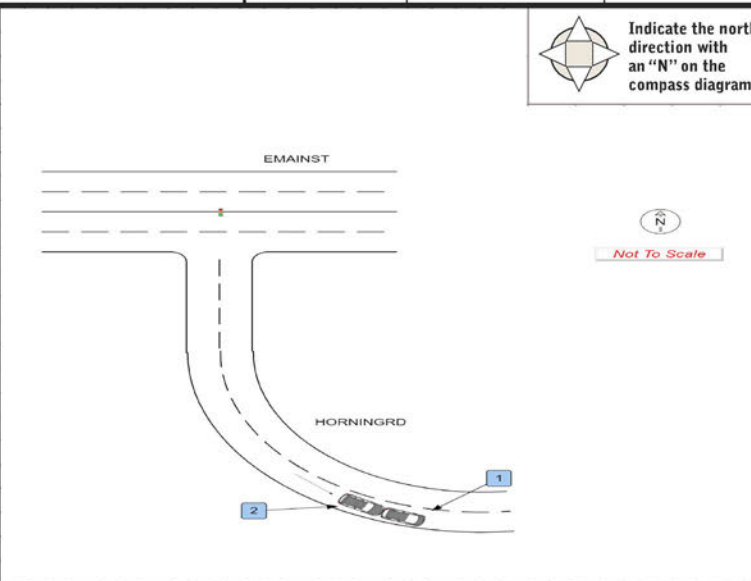 Indicate the north
direction with
an “N” on the
compass diagram
EMAINST
N
Not To Scale
HORNINGRD
1
2